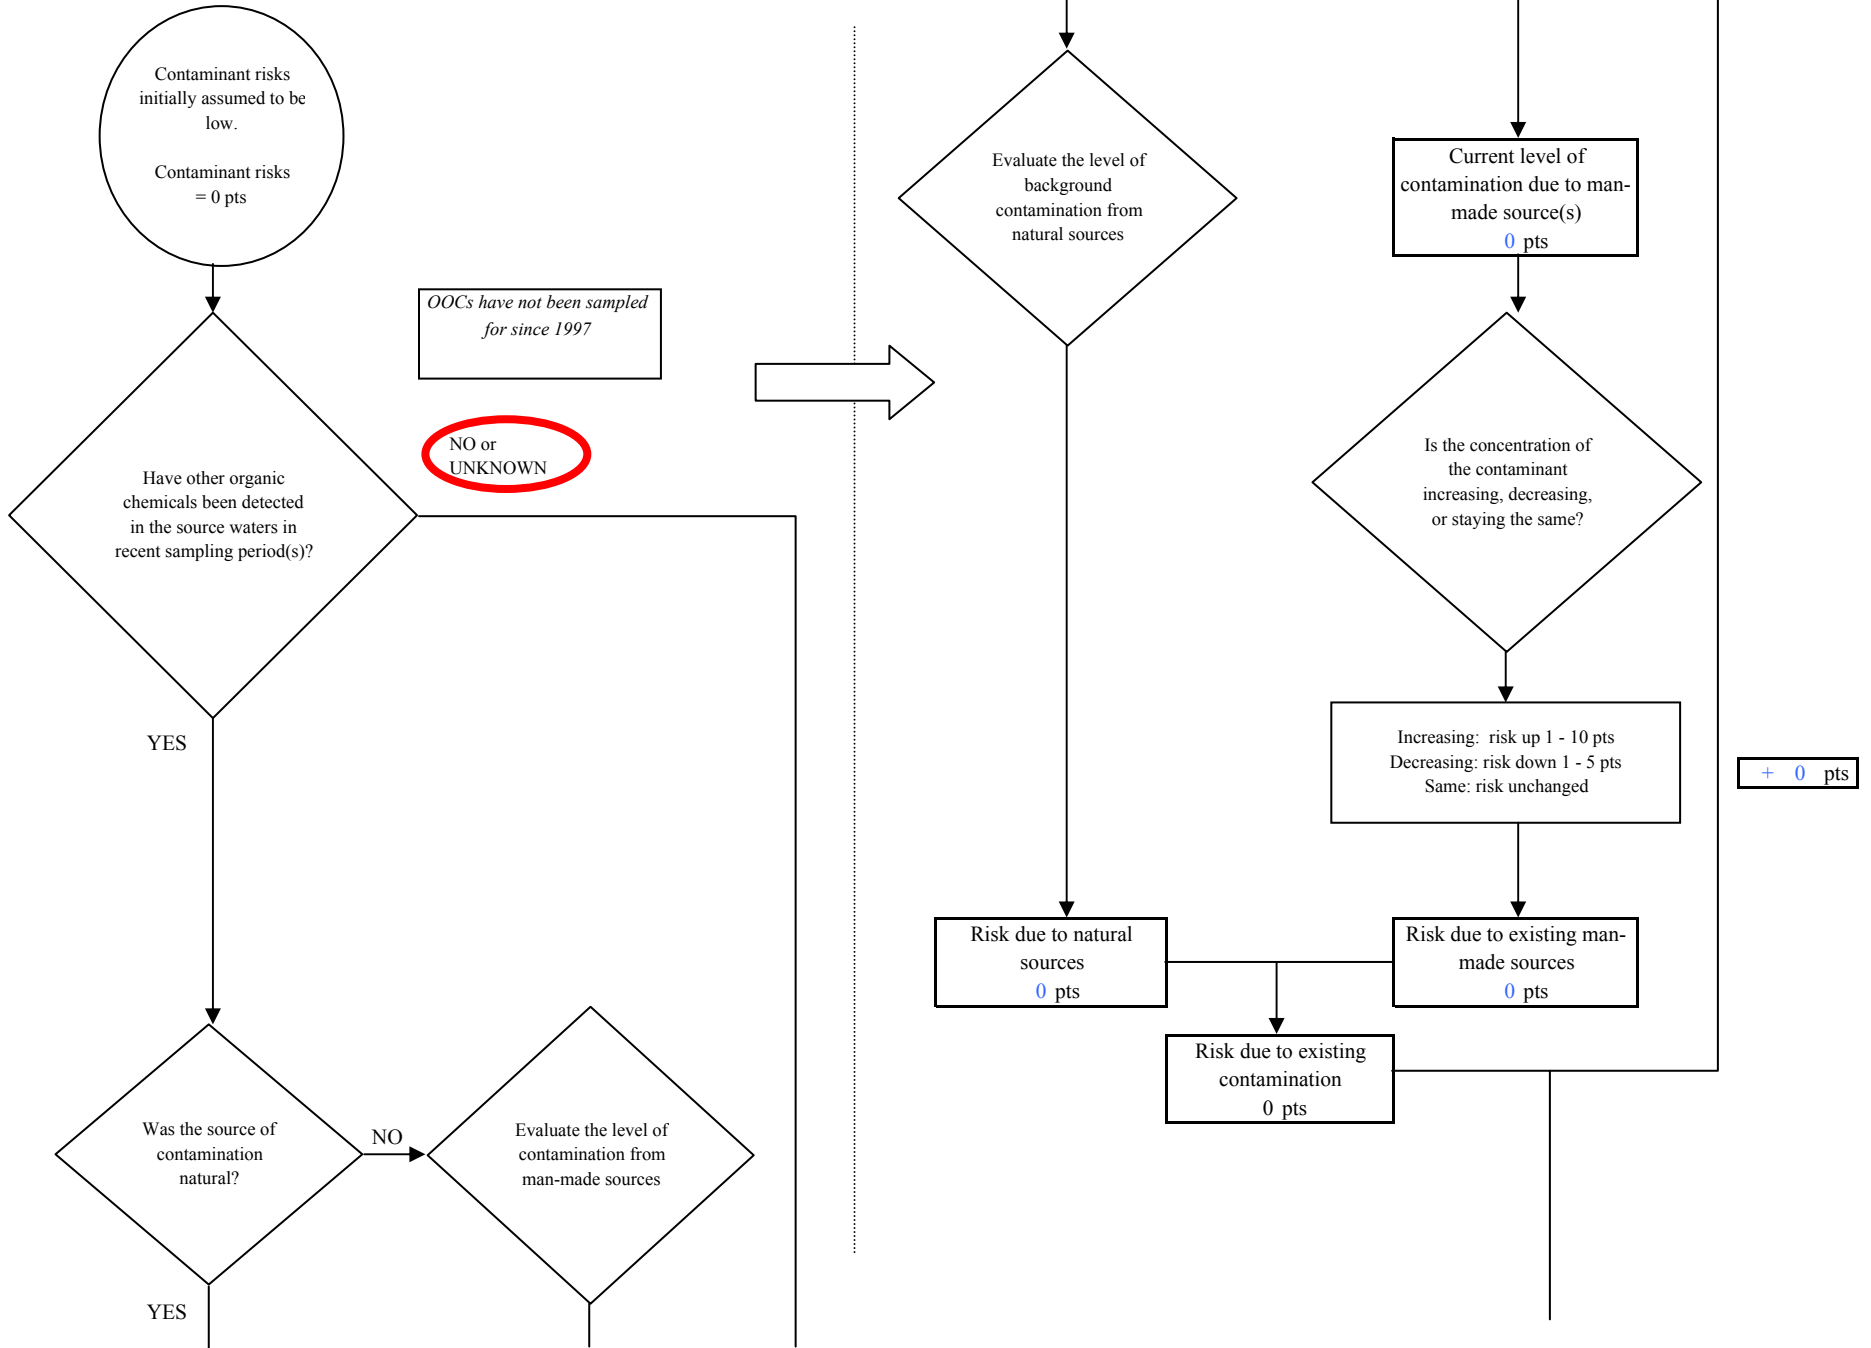 Contaminant risks
initially assumed to be
low.
Contaminant risks
= 0 pts
OOCs have not been sampled
for since 1997
NO or
UNKNOWN
Have other organic
chemicals been detected
in the source waters in
recent sampling period(s)?
YES
Was the source of
contamination
natural?
NO
Evaluate the level of
contamination from
man-made sources
YES
Evaluate the level of
background
contamination from
natural sources
Current level of
contamination due to man-
made source(s)
0 pts
Is the concentration of
the contaminant
increasing, decreasing,
or staying the same?
Increasing: risk up 1 - 10 pts
Decreasing: risk down 1 - 5 pts
Same: risk unchanged
+ 0 pts
Risk due to natural
sources
0 pts
Risk due to existing man-
made sources
0 pts
Risk due to existing
contamination
0 pts